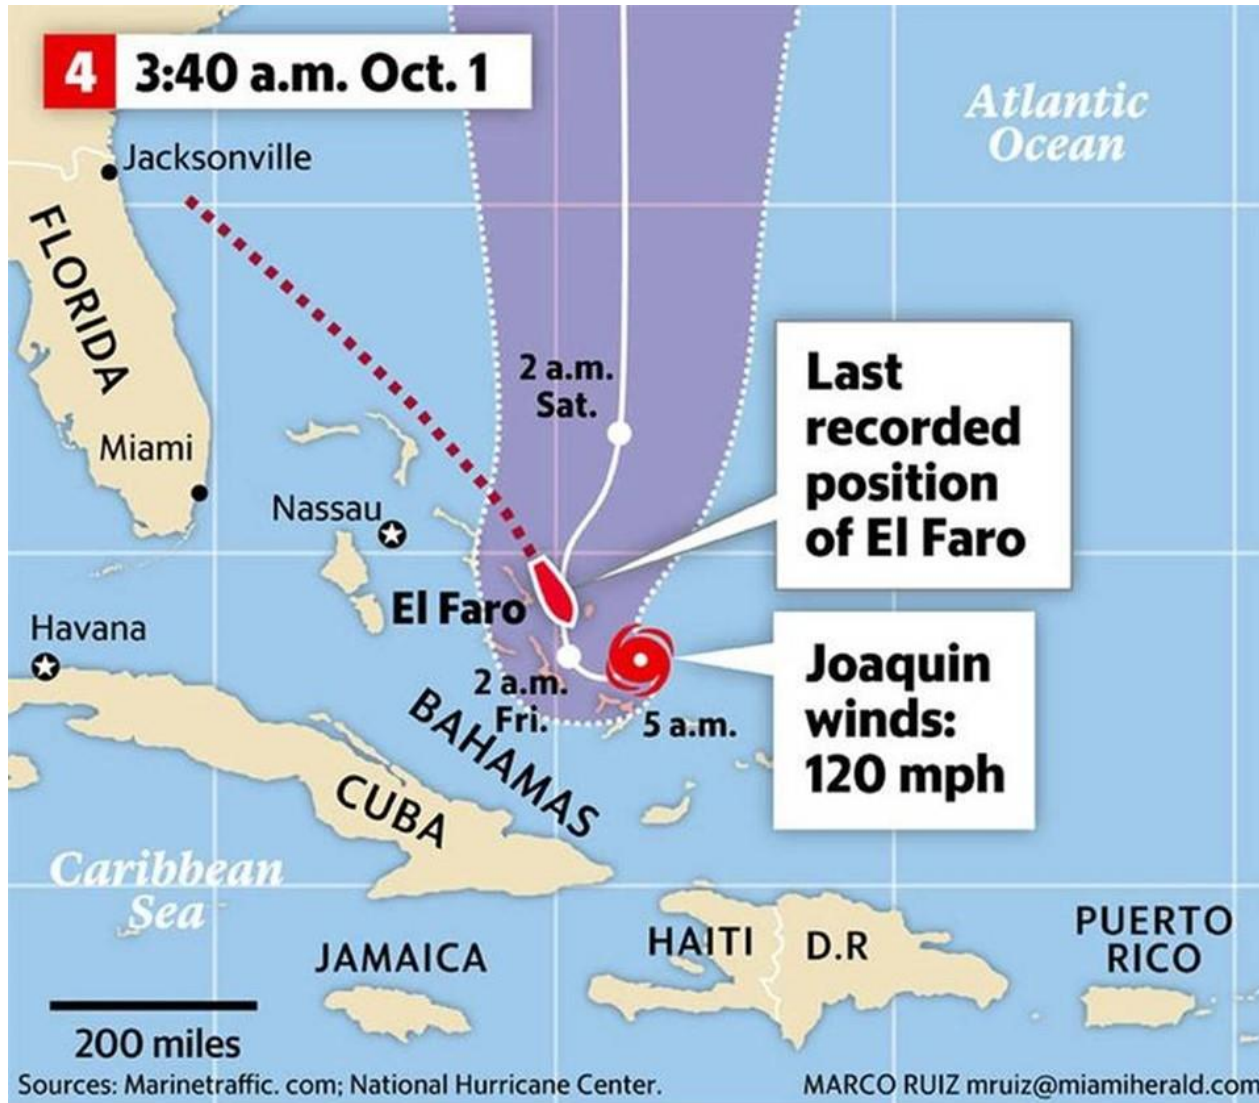 4 3:40 a.m. Oct. 1
Atlantic
Ocean
Jacksonville
FLORIDA
Miami
2 a.m.
Sat.
Last
recorded
position
of El Faro
Nassau
El Faro
Havana
Joaquin
winds:
120 mph
2 a.m.
Fri.
5 a.m.
BAHAMAS
CUBA
Caribbean
Sea
JAMAICA
HAITI
D.R
PUERTO
RICO
200 miles
Sources: Marinetraffic. com; National Hurricane Center.
MARCO RUIZ mruiz@miamiherald.com